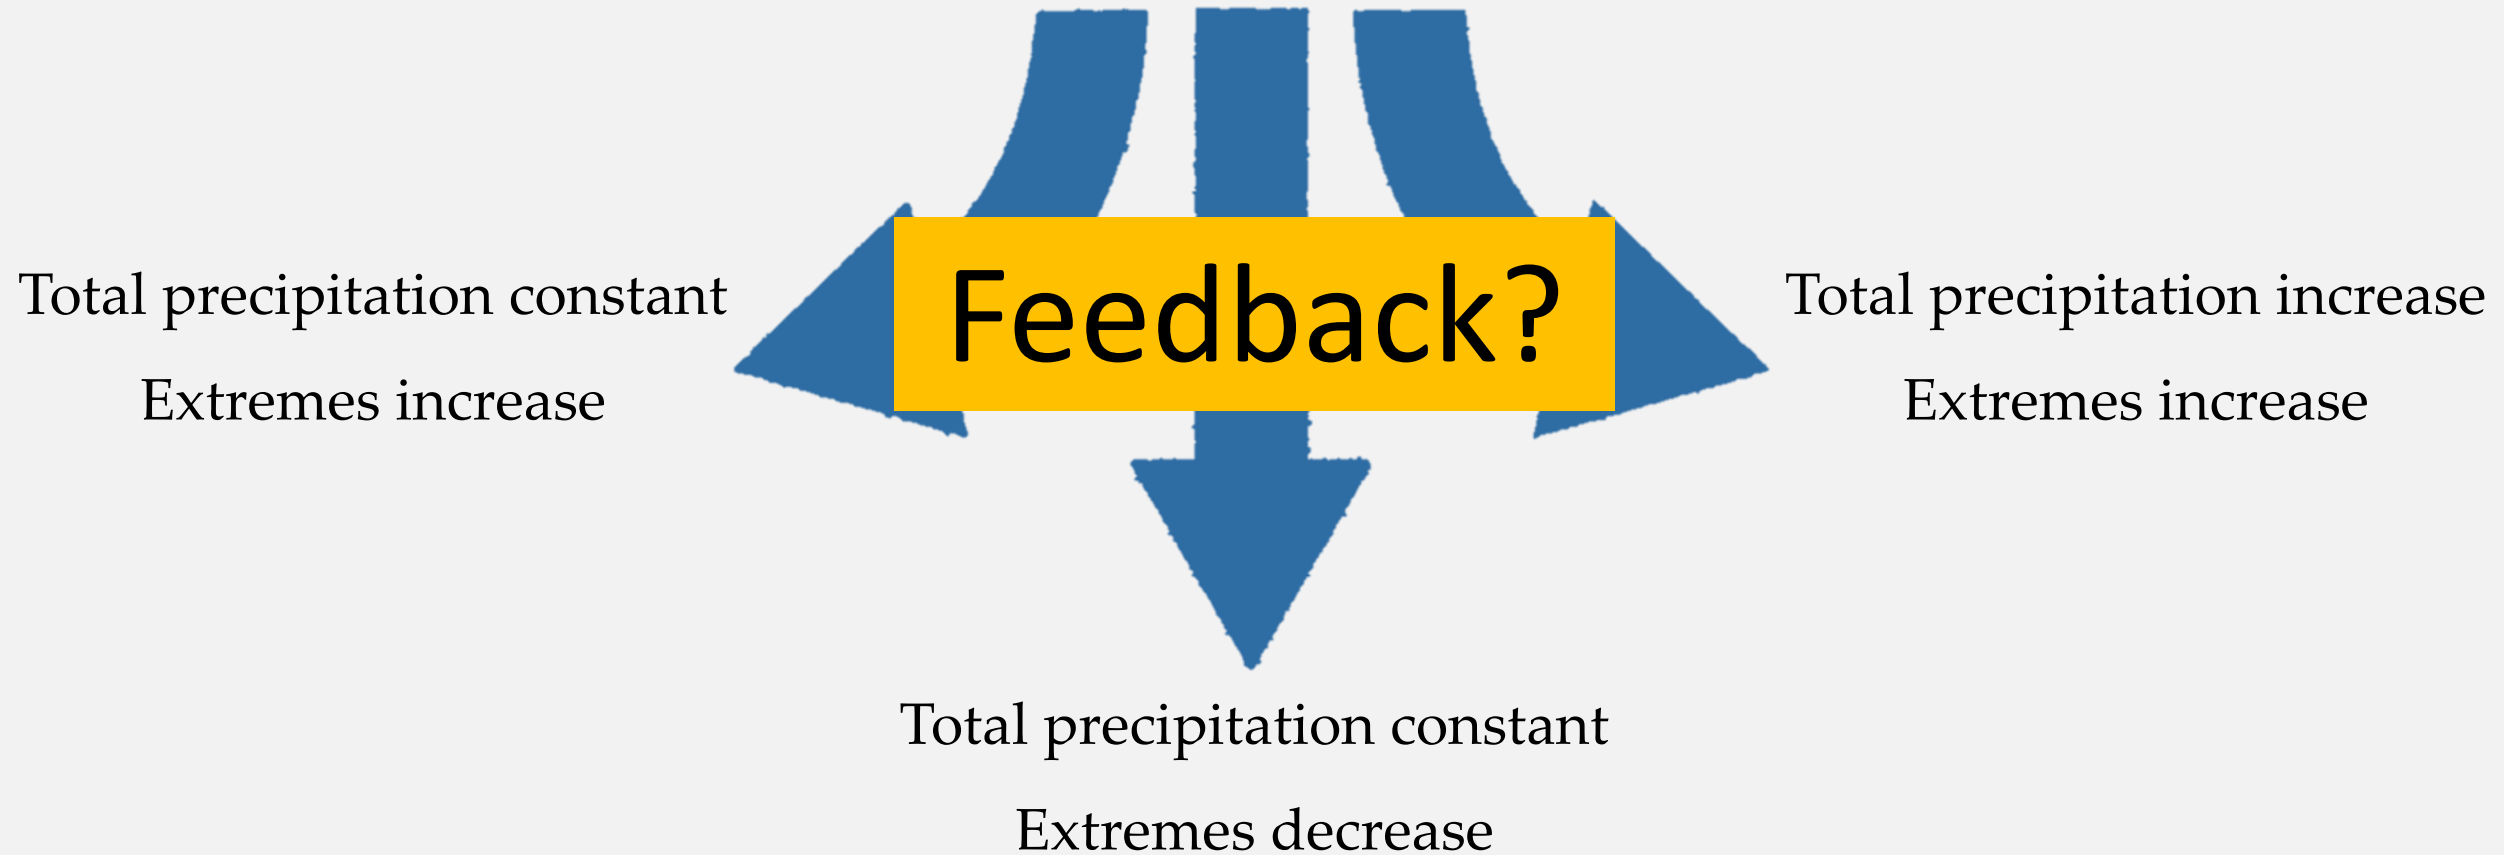 Feedback?
Total precipitation constant
Extremes increase
Total precipitation increase
Extremes increase
Total precipitation constant
Extremes decrease